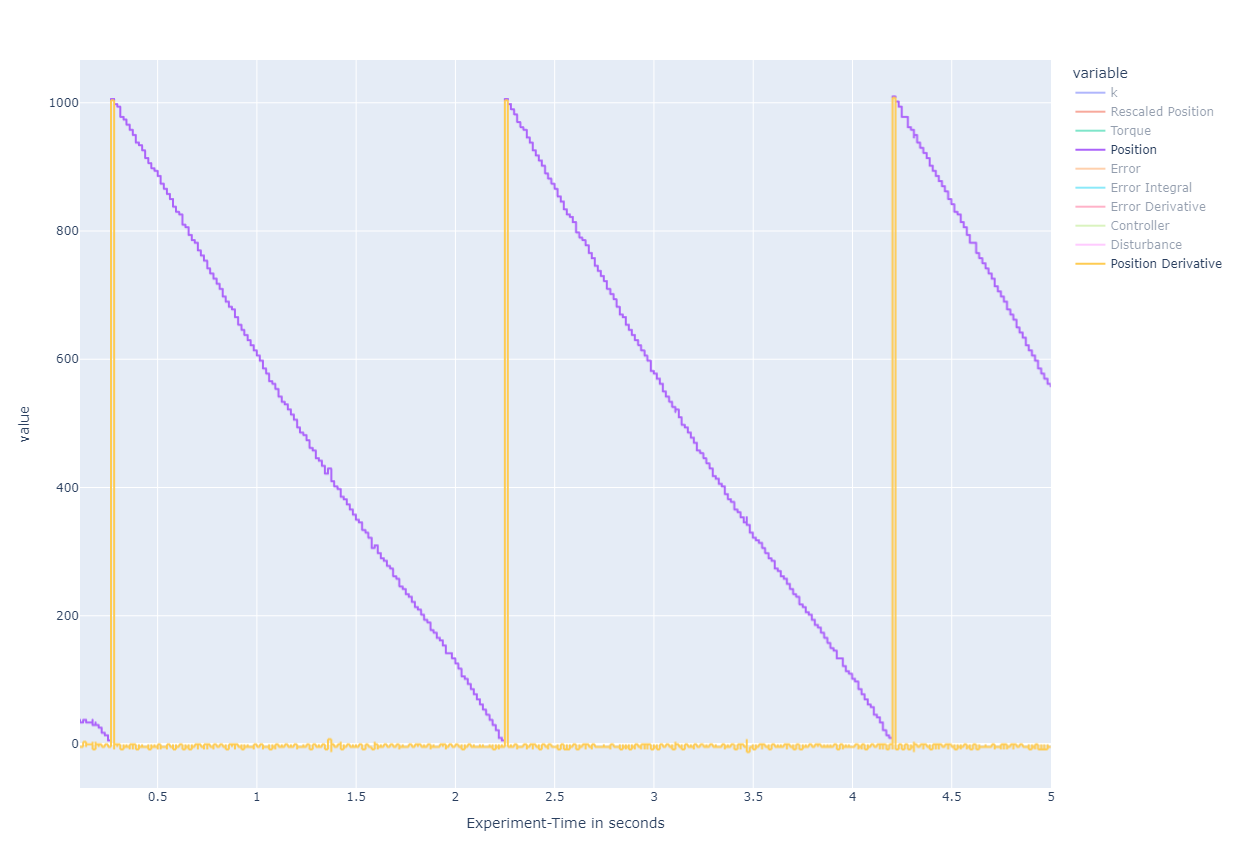 variable
k
Rescaled Position
Torque
Position
Error
Error Integral
Error Derivative
Controller
Disturbance
Position Derivative
1000
800
600
400
200
0
value
0.5 1 1.5 2 2.5 3 3.5 4 4.5 5
Experiment-Time in seconds